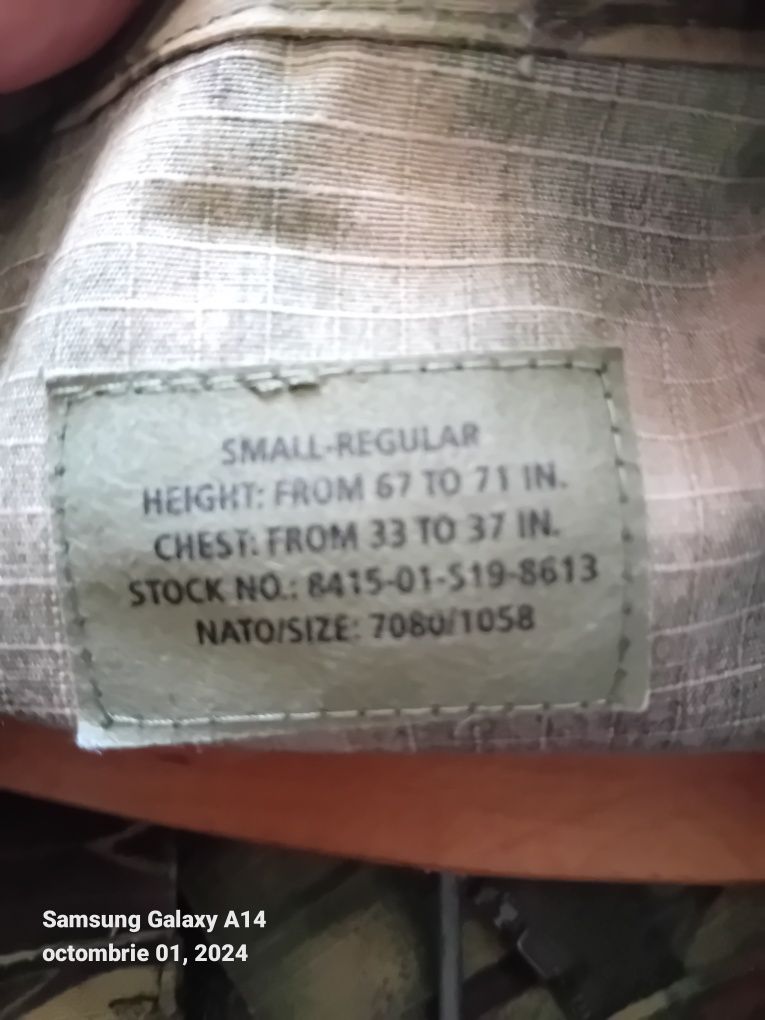 SMALL-REGULAR
HEIGHT: FROM 67 TO 71 IN.
CHEST: FROM 33 TO 37 IN.
STOCK NO.: 8415-01-519-8613
NATO/SIZE: 7080/1058
Samsung Galaxy A14
octombrie 01, 2024